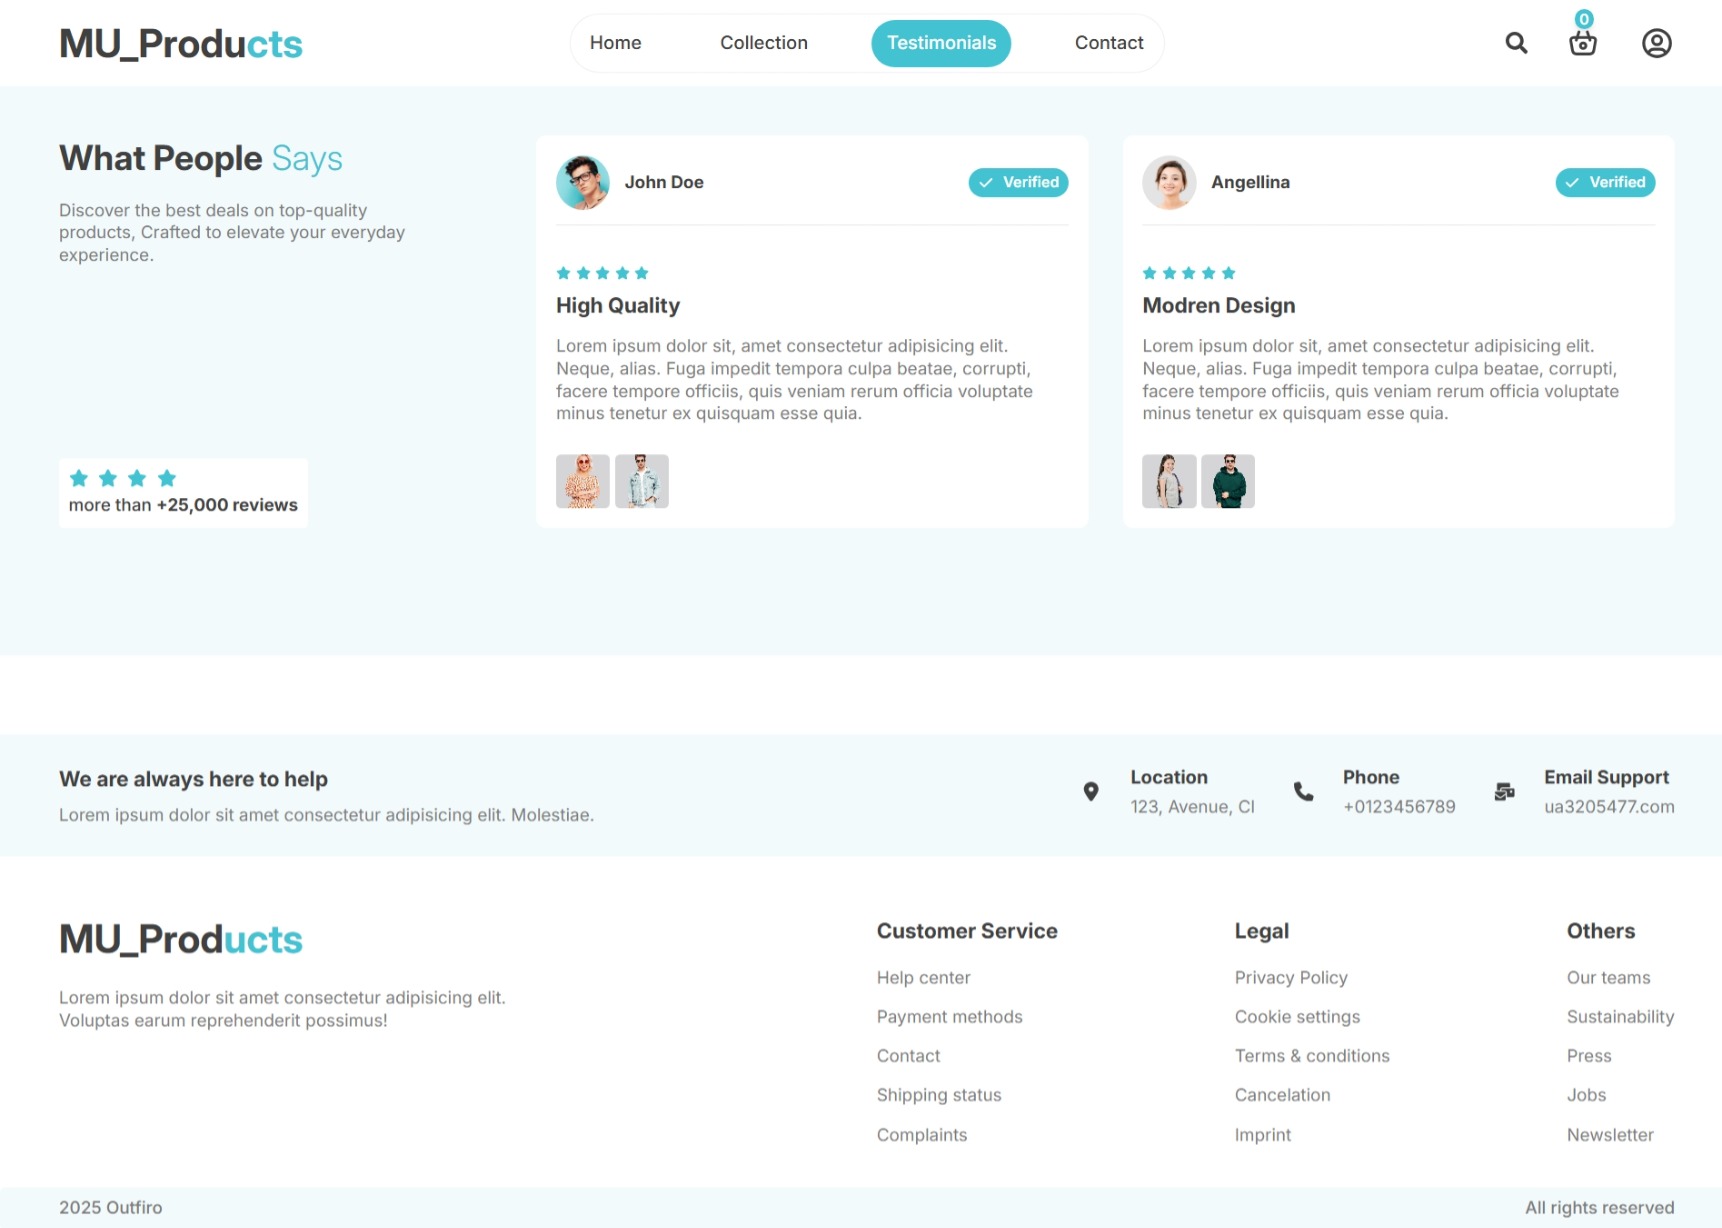 MU_Products
Home
Collection
Testimonials
Contact
0
What People Says
Discover the best deals on top-quality
products, Crafted to elevate your everyday
experience.
more than +25,000 reviews
John Doe
Verified
High Quality
Lorem ipsum dolor sit, amet consectetur adipisicing elit.
Neque, alias. Fuga impedit tempora culpa beatae, corrupti,
facere tempore officiis, quis veniam rerum officia voluptate
minus tenetur ex quisquam esse quia.
Angellina
Verified
Modren Design
Lorem ipsum dolor sit, amet consectetur adipisicing elit.
Neque, alias. Fuga impedit tempora culpa beatae, corrupti,
facere tempore officiis, quis veniam rerum officia voluptate
minus tenetur ex quisquam esse quia.
We are always here to help
Lorem ipsum dolor sit amet consectetur adipisicing elit. Molestiae.
Location
123, Avenue, CI
Phone
+0123456789
Email Support
ua3205477.com
MU_Products
Lorem ipsum dolor sit amet consectetur adipisicing elit.
Voluptas earum reprehenderit possimus!
Customer Service
Help center
Payment methods
Contact
Shipping status
Complaints
Legal
Privacy Policy
Cookie settings
Terms & conditions
Cancelation
Imprint
Others
Our teams
Sustainability
Press
Jobs
Newsletter
2025 Outfiro
All rights reserved